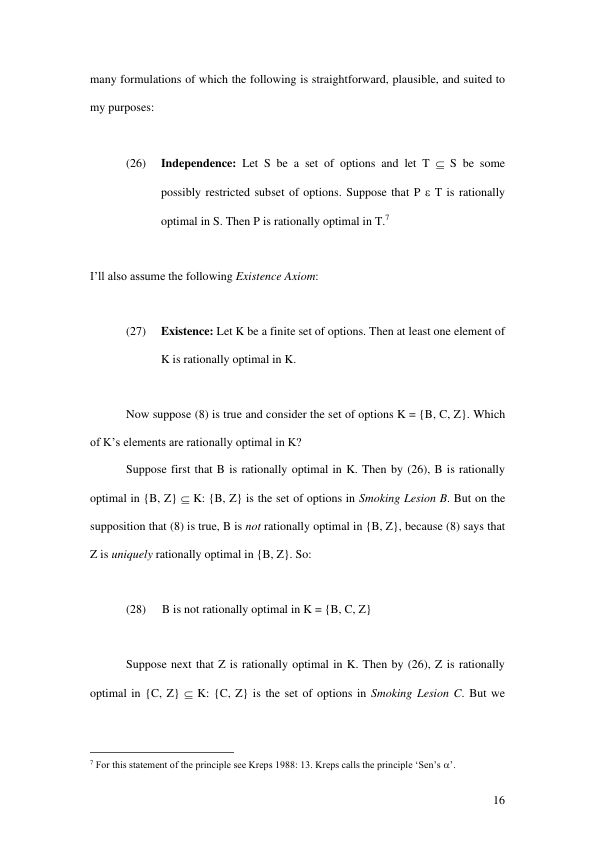 many formulations of which the following is straightforward, plausible, and suited to
my purposes:
(26) Independence: Let S be a set of options and let T ⊆ S be some
possibly restricted subset of options. Suppose that P ε T is rationally
optimal in S. Then P is rationally optimal in T.7
I’ll also assume the following Existence Axiom:
(27) Existence: Let K be a finite set of options. Then at least one element of
K is rationally optimal in K.
Now suppose (8) is true and consider the set of options K = {B, C, Z}. Which
of K’s elements are rationally optimal in K?
Suppose first that B is rationally optimal in K. Then by (26), B is rationally
optimal in {B, Z} ⊆ K: {B, Z} is the set of options in Smoking Lesion B. But on the
supposition that (8) is true, B is not rationally optimal in {B, Z}, because (8) says that
Z is uniquely rationally optimal in {B, Z}. So:
(28) B is not rationally optimal in K = {B, C, Z}
Suppose next that Z is rationally optimal in K. Then by (26), Z is rationally
optimal in {C, Z} ⊆ K: {C, Z} is the set of options in Smoking Lesion C. But we
7 For this statement of the principle see Kreps 1988: 13. Kreps calls the principle ‘Sen’s α’.
16